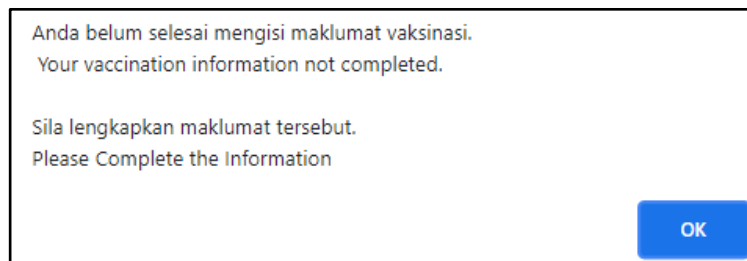 Anda belum selesai mengisi maklumat vaksinasi.
Your vaccination information not completed.
Sila lengkapkan maklumat tersebut.
Please Complete the Information
OK